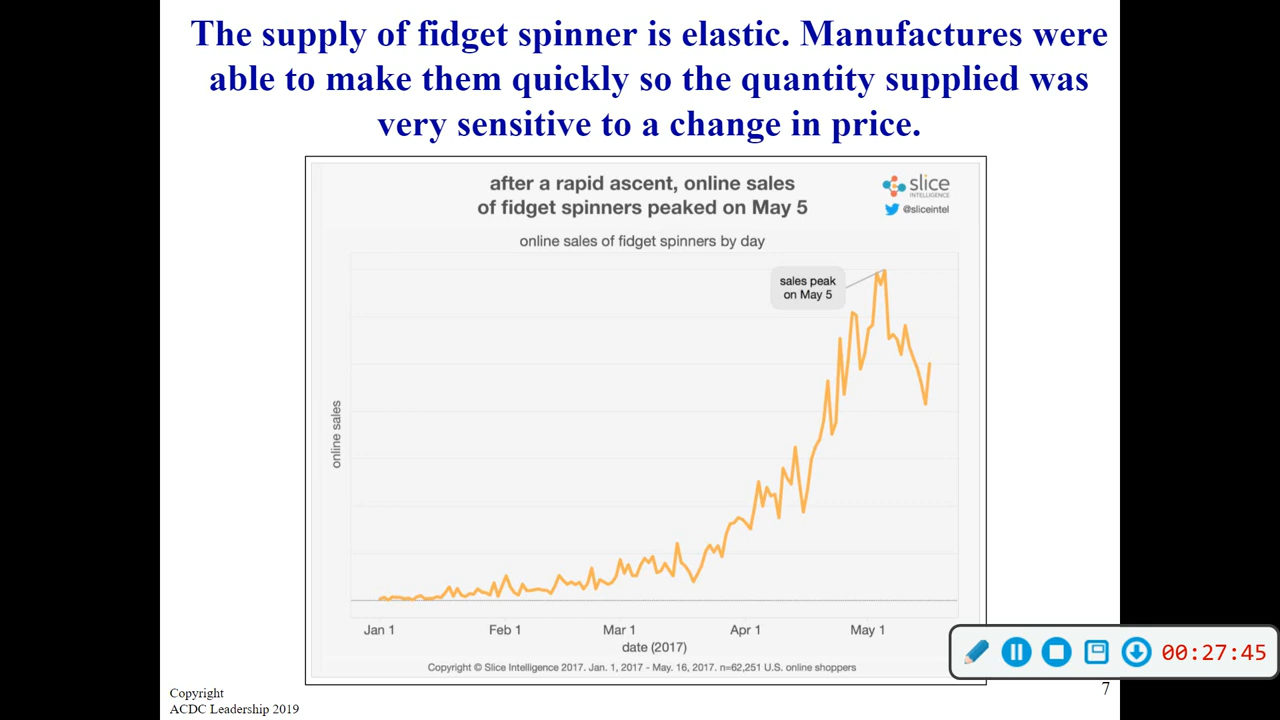 The supply of fidget spinner is elastic. Manufactures were
able to make them quickly so the quantity supplied was
very sensitive to a change in price.
after a rapid ascent, online sales
of fidget spinners peaked on May 5
slice
INTELLIGENCE
@sliceintel
online sales of fidget spinners by day
sales peak
on May 5
online sales
Jan 1 Feb 1 Mar 1 Apr 1 May 1
date (2017)
Copyright © Slice Intelligence 2017. Jan. 1, 2017 - May. 16, 2017. n=62,251 U.S. online shoppers
00:27:45
Copyright
ACDC Leadership 2019
7